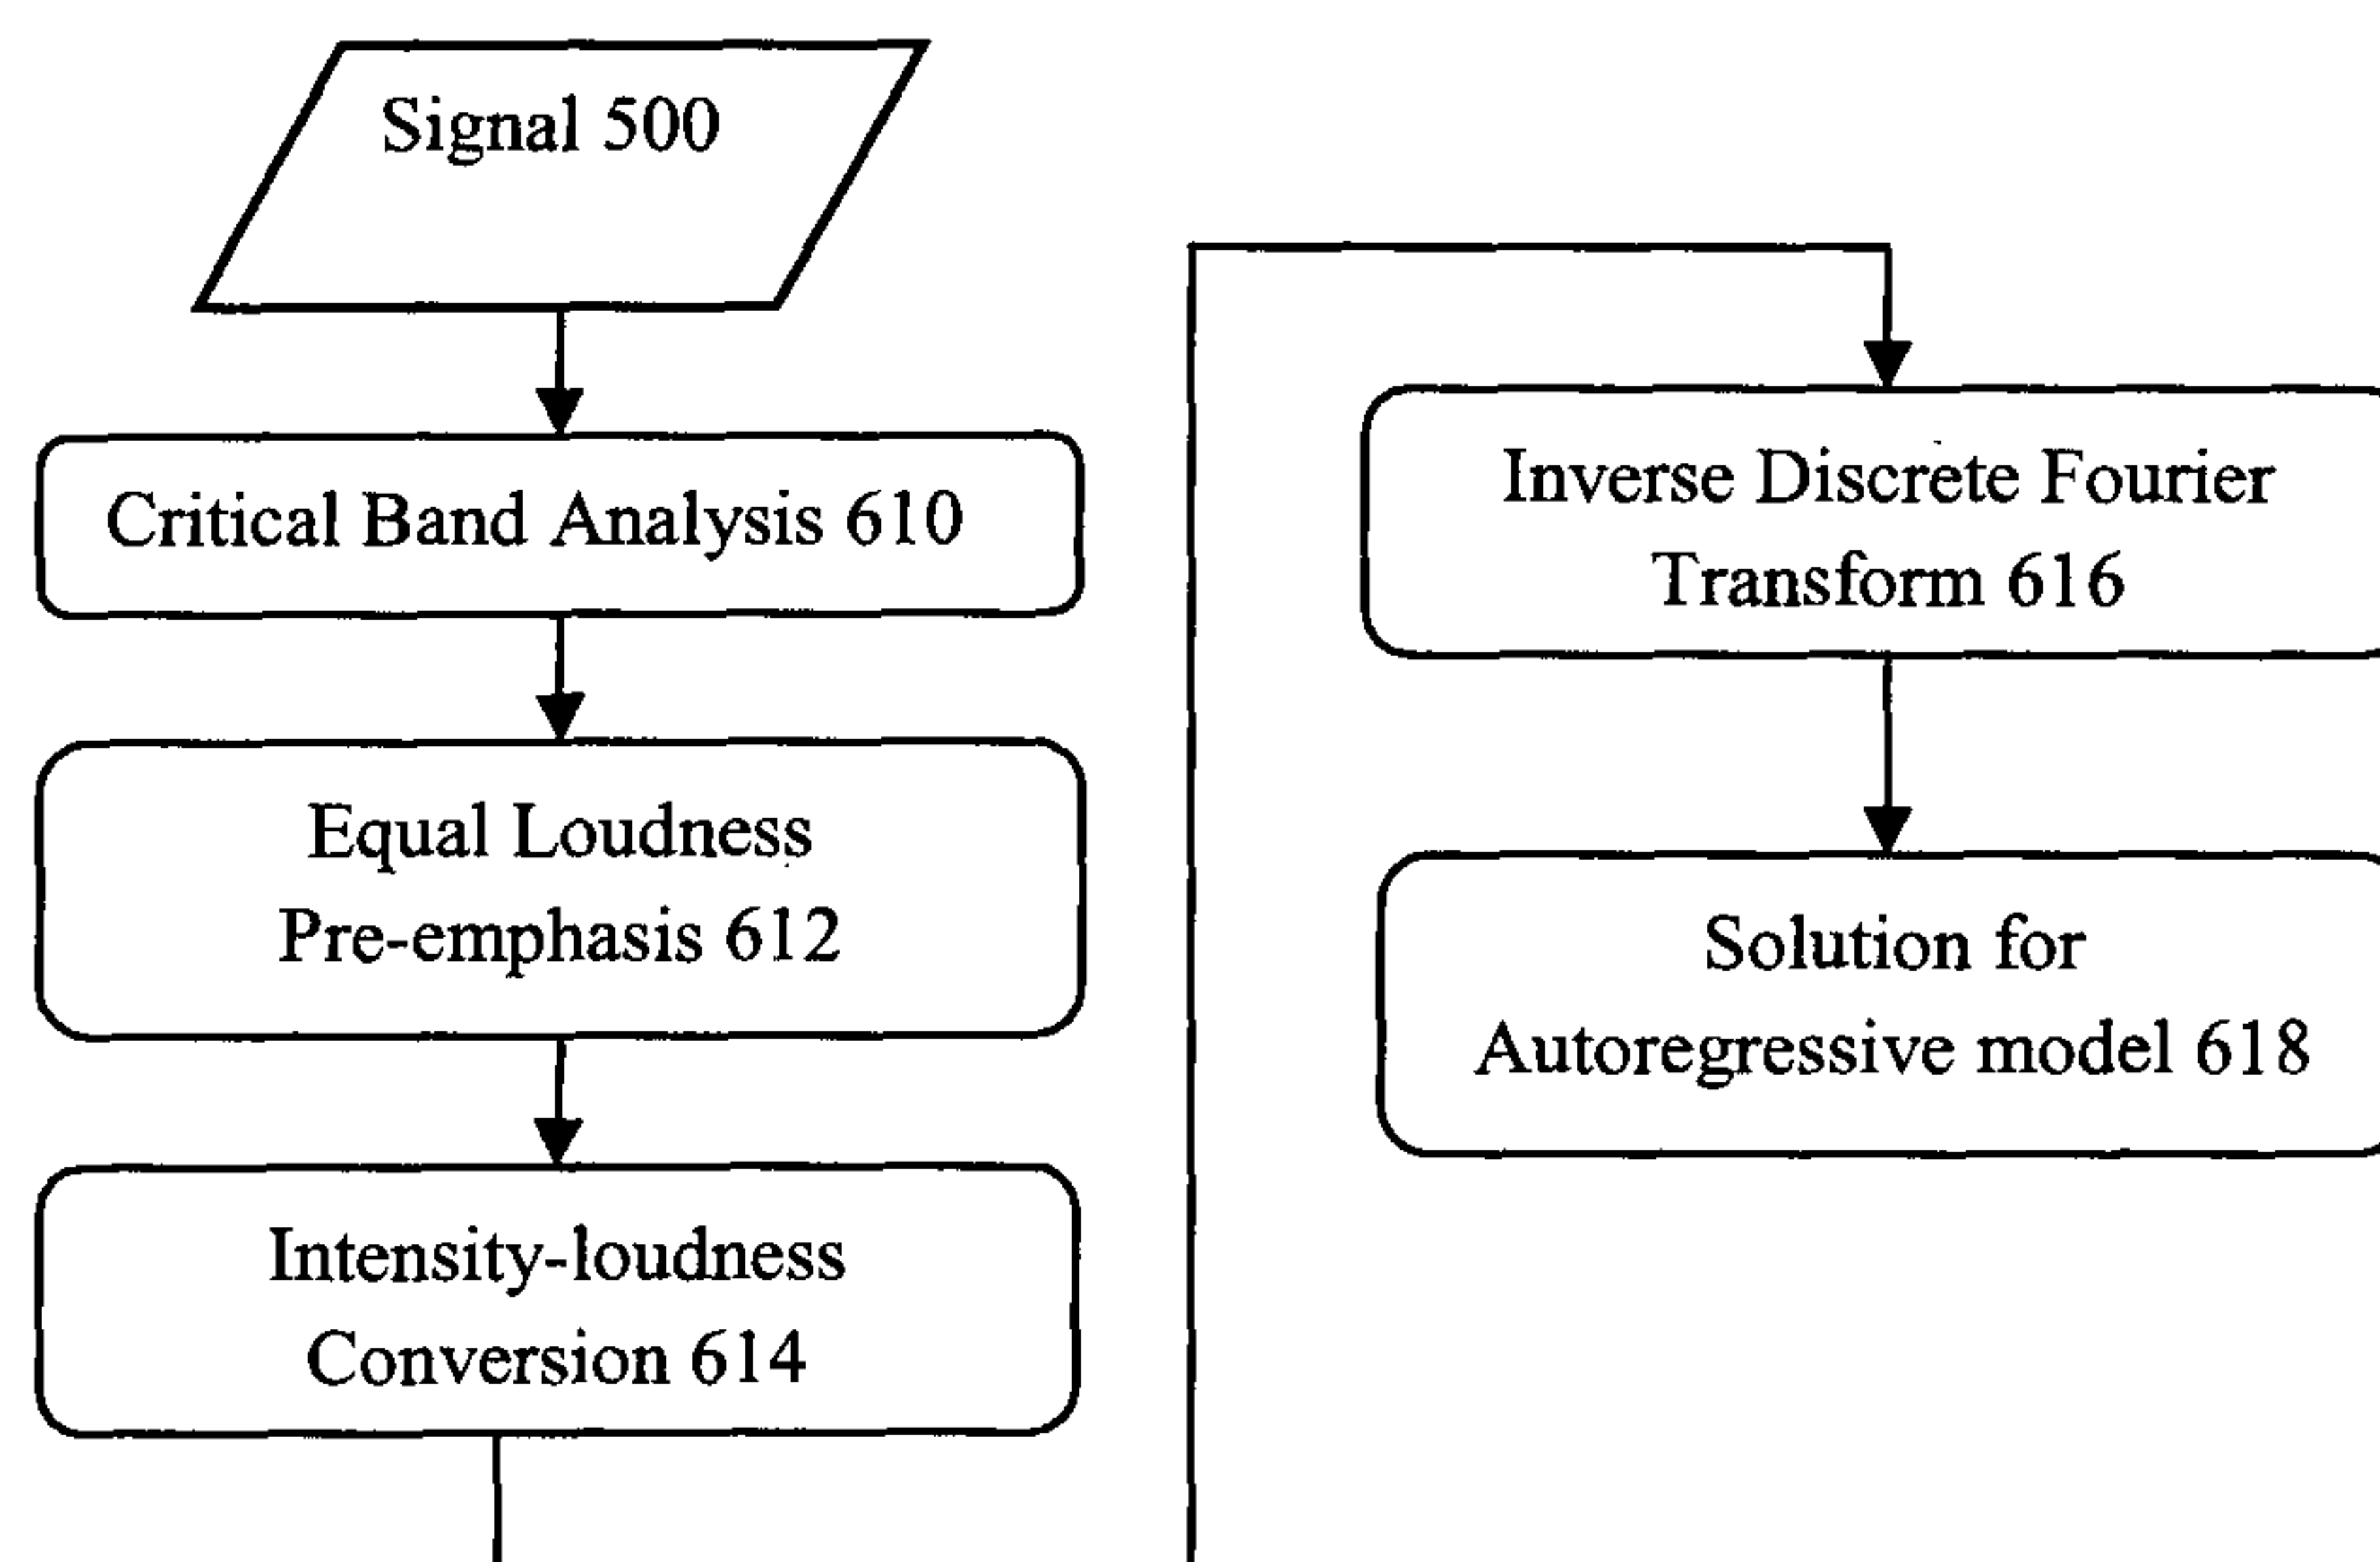 Signal 500
Critical Band Analysis 610
Equal Loudness
Pre-emphasis 612
Intensity-loudness
Conversion 614
Inverse Discrete Fourier
Transform 616
Solution for
Autoregressive model 618